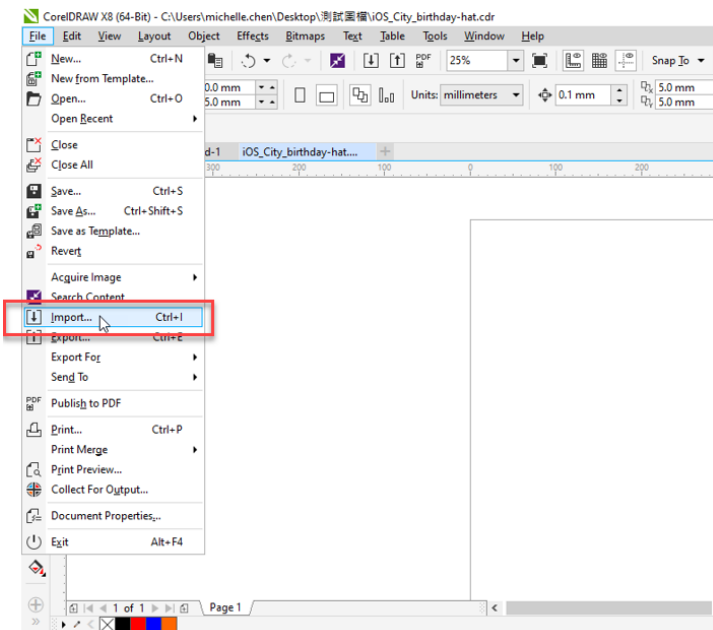 CorelDRAW X8 (64-Bit) - C:\Users\michelle.chen\Desktop\測試圖檔\iOS_City_birthday-hat.cdr
File Edit View Layout Object Effects Bitmaps Text Table Tools Window Help
New... Ctrl+N
PDF 25% Snap To
New from Template...
Open... Ctrl+O
0.0 mm 5.0 mm Units: millimeters 0.1 mm 5.0 mm 5.0 mm
Open Recent
Close
d-1 iOS_City_birthday-hat....
Close All
300 200 100 0 100 200
Save... Ctrl+S
Save As... Ctrl+Shift+S
Save as Template...
Revert
Acquire Image
Search Content
Import... Ctrl+I
Export... Ctrl+E
Export For
Send To
PDF Publish to PDF
Print... Ctrl+P
Print Merge
Print Preview...
Collect For Output...
Document Properties...
Exit Alt+F4
1 of 1 Page 1